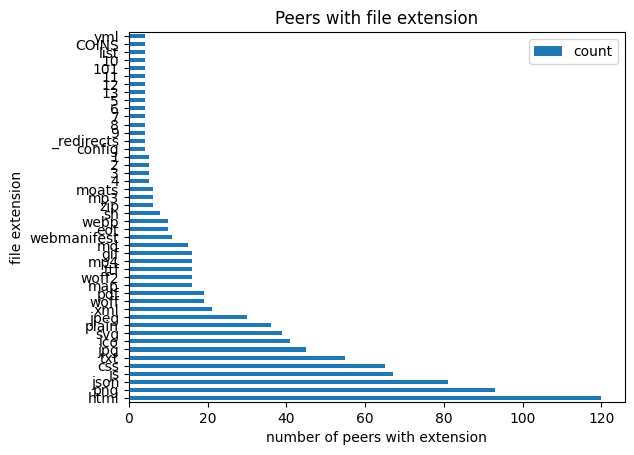 Peers with file extension
count
yml
COINS
list
10
101
11
12
13
5
6
7
8
9
_redirects
config
1
2
3
4
moats
mp3
zip
sh
webp
eot
webmanifest
md
gif
mp4
ttf
woff2
map
pdf
woff
xml
jpeg
plain
svg
ico
jpg
txt
css
js
json
png
html
file extension
0 20 40 60 80 100 120
number of peers with extension